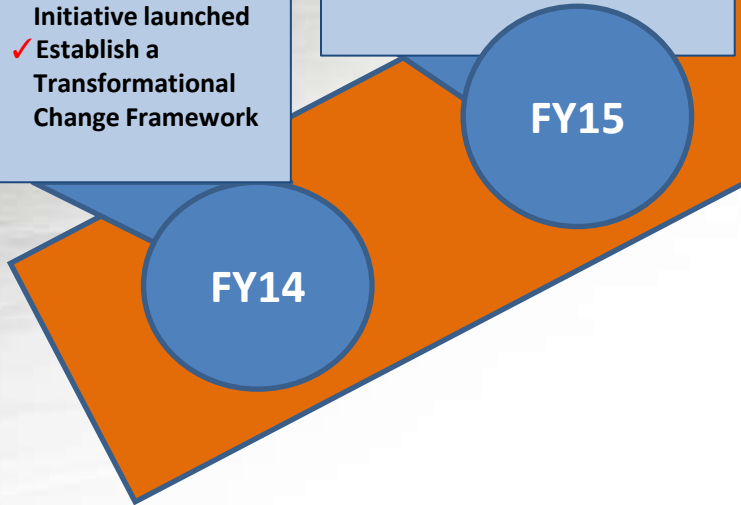 Initiative launched
✓Establish a
Transformational
Change Framework
FY15
FY14